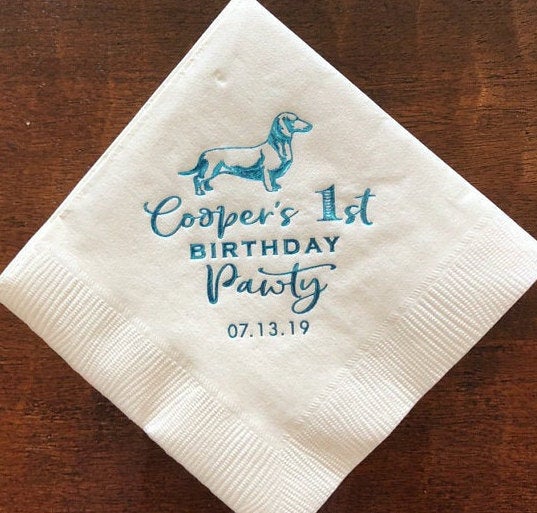 Cooper's 1st
BIRTHDAY
Pawty
07.13.19